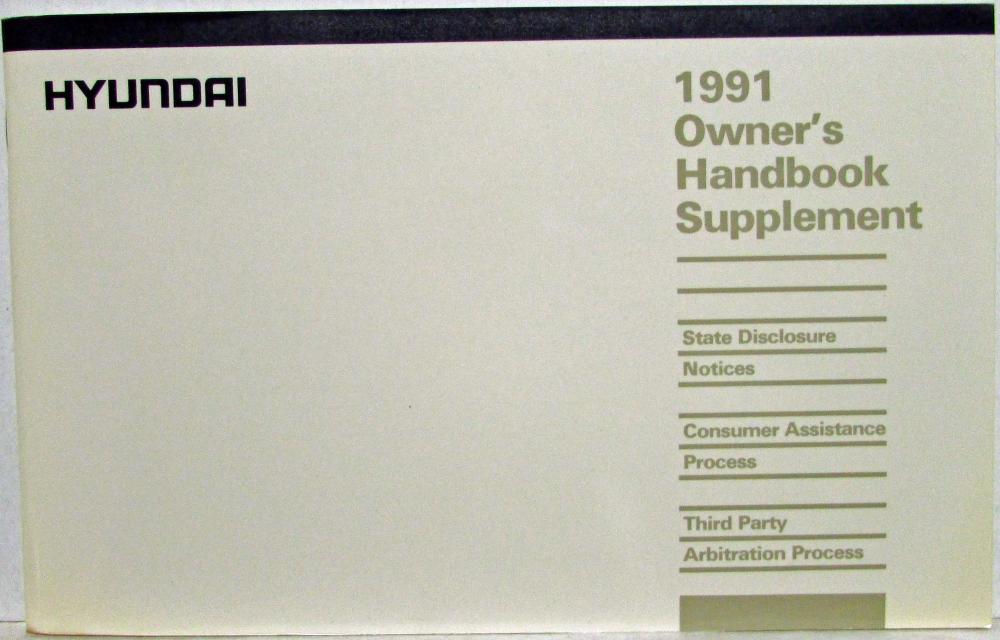 HYUNDAI
1991
Owner's
Handbook
Supplement
State Disclosure
Notices
Consumer Assistance
Process
Third Party
Arbitration Process